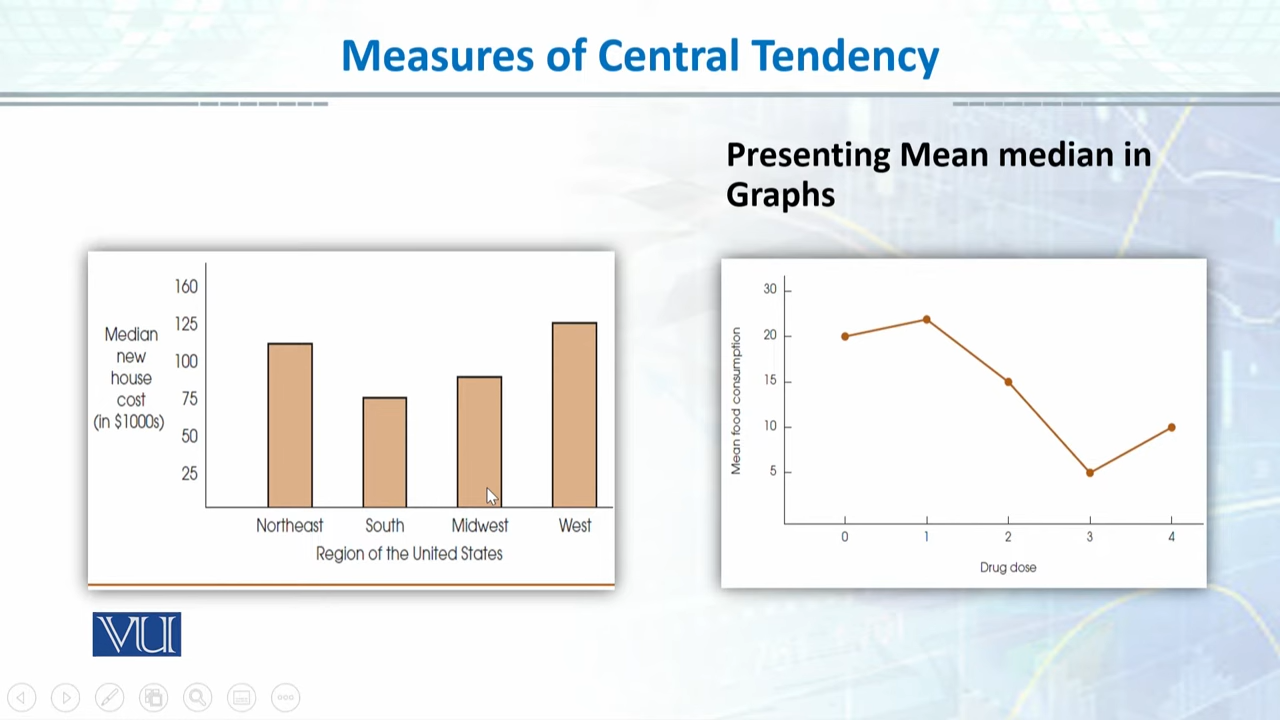 Measures of Central Tendency
Presenting Mean median in
Graphs
Median
new
house
cost
(in $1000s)
160
125
100
75
50
25
Northeast South Midwest West
Region of the United States
Mean food consumption
30
20
15
10
5
0 1 2 3 4
Drug dose
VU